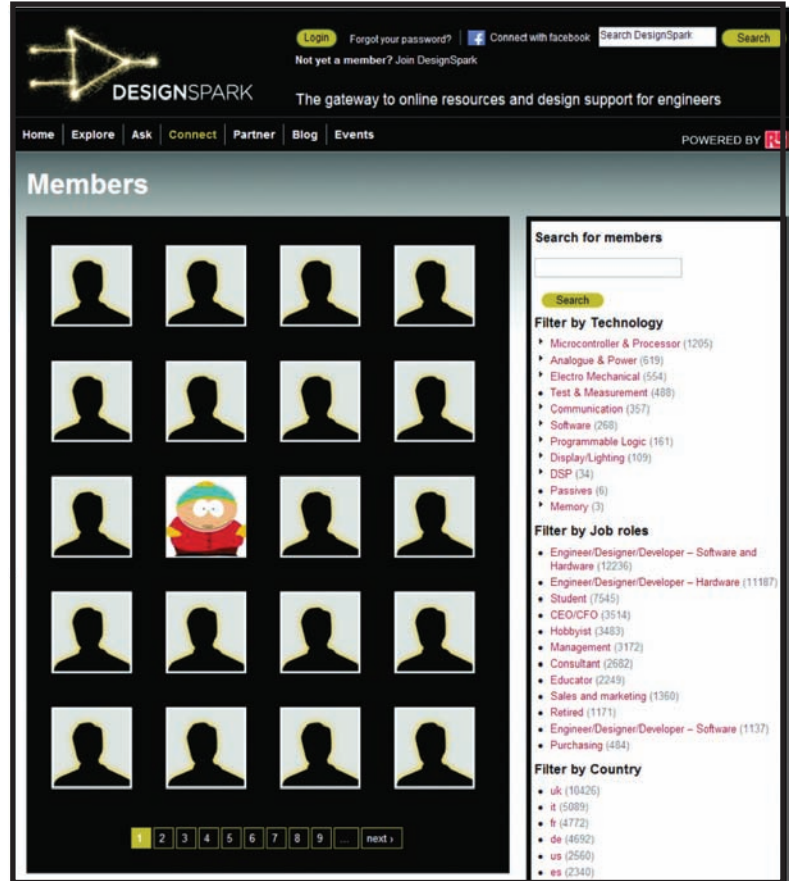 Login Forgot your password? Connect with facebook Search DesignSpark Search
Not yet a member? Join DesignSpark
DESIGNSPARK
The gateway to online resources and design support for engineers
Home Explore Ask Connect Partner Blog Events
POWERED BY
Members
Search for members
Search
Filter by Technology
Microcontroller & Processor (1205)
Analogue & Power (619)
Electro Mechanical (554)
Test & Measurement (488)
Communication (357)
Software (268)
Programmable Logic (161)
Display/Lighting (109)
DSP (34)
Passives (6)
Memory (3)
Filter by Job roles
Engineer/Designer/Developer – Software and
Hardware (12236)
Engineer/Designer/Developer – Hardware (11187)
Student (7545)
CEO/CFO (3514)
Hobbyist (3483)
Management (3172)
Consultant (2682)
Educator (2249)
Sales and marketing (1360)
Retired (1171)
Engineer/Designer/Developer – Software (1137)
Purchasing (484)
Filter by Country
uk (10426)
it (5089)
fr (4772)
de (4692)
us (2560)
es (2340)
1 2 3 4 5 6 7 8 9 ... next ›